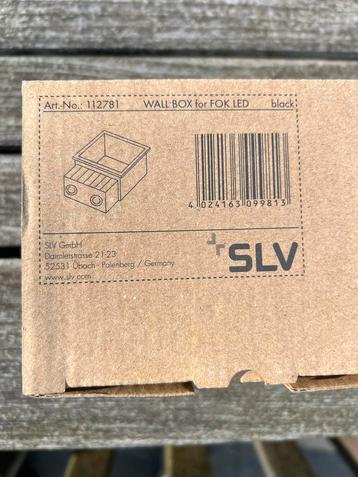 Art.-No.: 112781 WALL BOX for FOK LED black
4 024163 099813
SLV GmbH
Daimlerstrasse 21-23
52531 Übach - Palenberg / Germany
www.slv.com
SLV